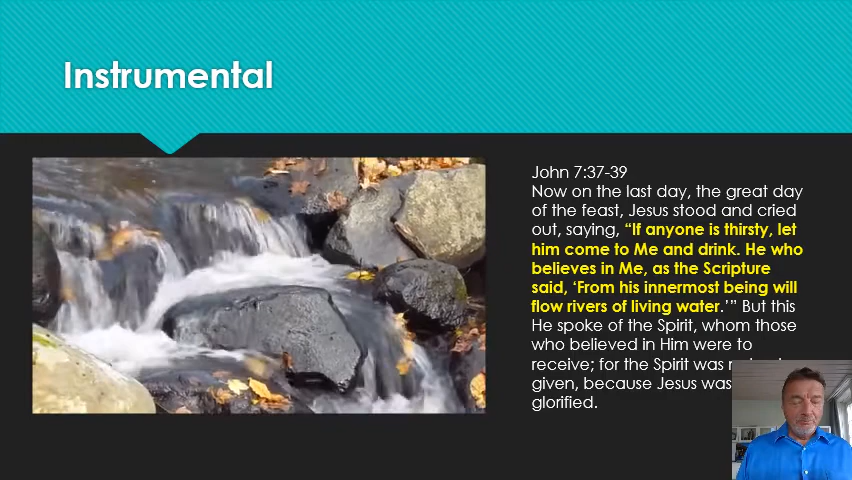 Instrumental
John 7:37-39
Now on the last day, the great day
of the feast, Jesus stood and cried
out, saying, “If anyone is thirsty, let
him come to Me and drink. He who
believes in Me, as the Scripture
said, ‘From his innermost being will
flow rivers of living water.’” But this
He spoke of the Spirit, whom those
who believed in Him were to
receive; for the Spirit was
given, because Jesus was
glorified.